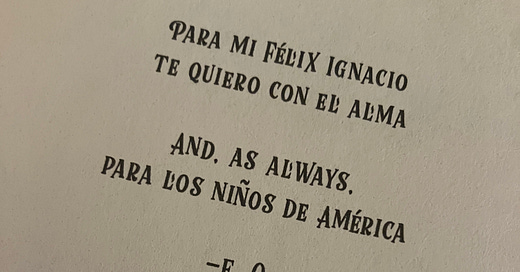 Para mi Félix Ignacio
te quiero con el alma
And, as always,
para los niños de América